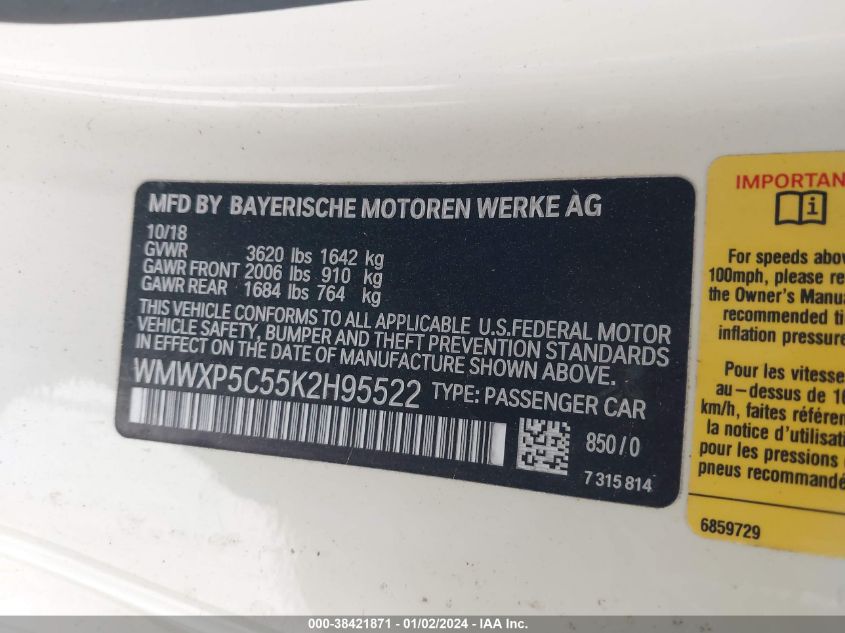 MFD BY BAYERISCHE MOTOREN WERKE AG
10/18
GVWR 3620 lbs 1642 kg
GAWR FRONT 2006 lbs 910 kg
GAWR REAR 1684 lbs 764 kg
THIS VEHICLE CONFORMS TO ALL APPLICABLE U.S.FEDERAL MOTOR
VEHICLE SAFETY, BUMPER AND THEFT PREVENTION STANDARDS
IN EFFECT ON THE DATE OF MANUFACTURE SHOWN ABOVE.
WMWXP5C55K2H95522 TYPE: PASSENGER CAR
850/0
7 315 814
IMPORTAN
i
For speeds abov
100mph, please re
the Owner's Manua
recommended ti
inflation pressure
Pour les vitesse
au-dessus de 16
km/h, faites référen
la notice d'utilisati
pour les pressions
pneus recommandé
6859729
000-38421871 - 01/02/2024 - IAA Inc.